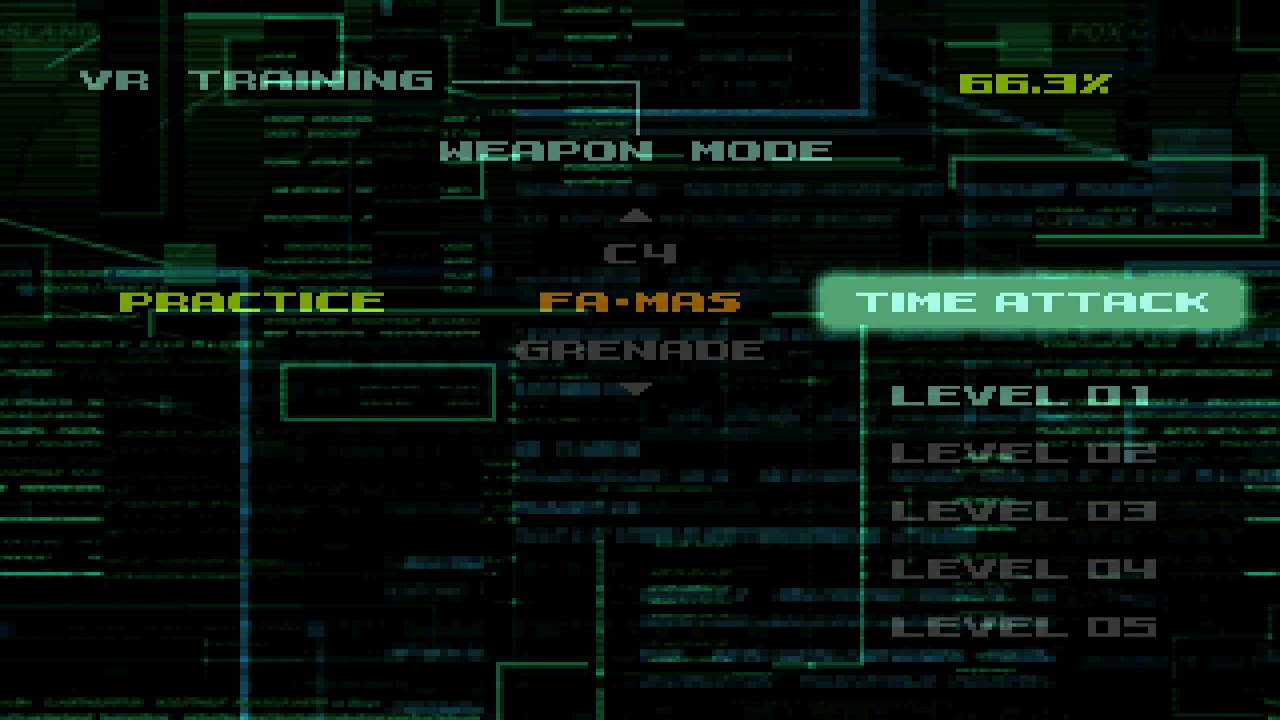 VR TRAINING
66.3%
WEAPON MODE
C4
PRACTICE
FA-MAS
TIME ATTACK
GRENADE
LEVEL 01
LEVEL 02
LEVEL 03
LEVEL 04
LEVEL 05